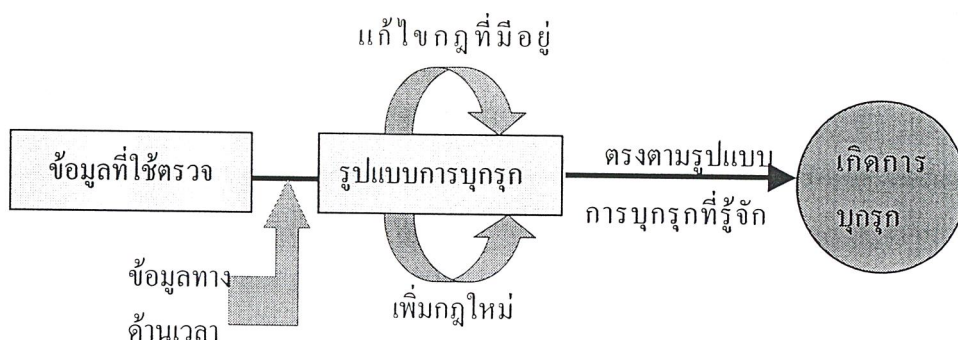 แก้ไขกฎที่มีอยู่
ข้อมูลที่ใช้ตรวจ
รูปแบบการบุกรุก
ตรงตามรูปแบบ
การบุกรุกที่รู้จัก
เกิดการ
บุกรุก
ข้อมูลทาง
ด้านเวลา
เพิ่มกฎใหม่